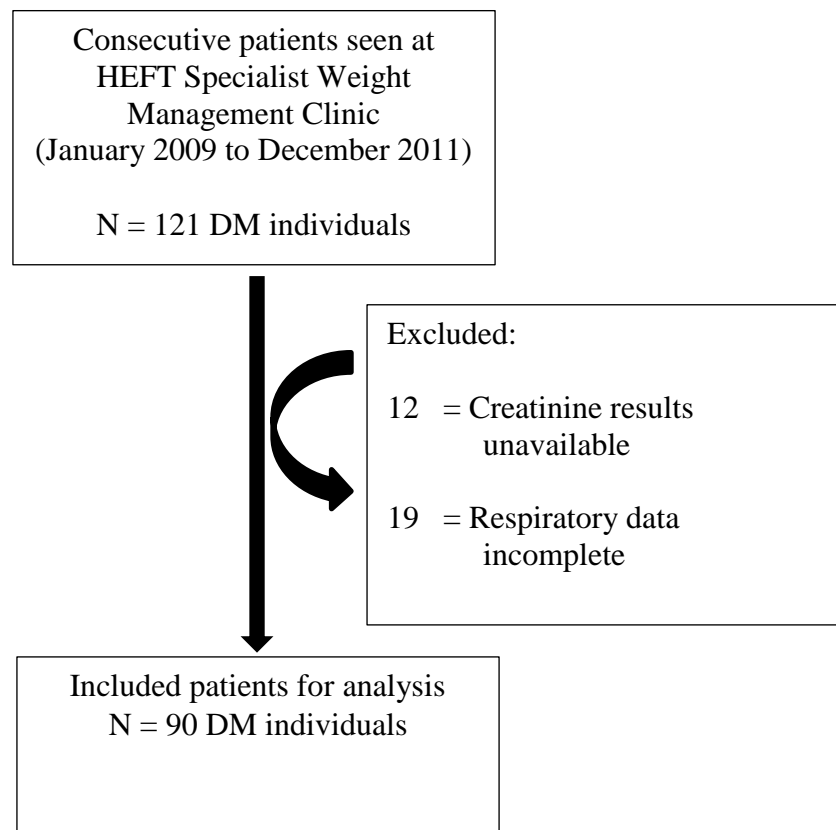 Consecutive patients seen at
HEFT Specialist Weight
Management Clinic
(January 2009 to December 2011)
N = 121 DM individuals
Excluded:
12 = Creatinine results
unavailable
19 = Respiratory data
incomplete
Included patients for analysis
N = 90 DM individuals